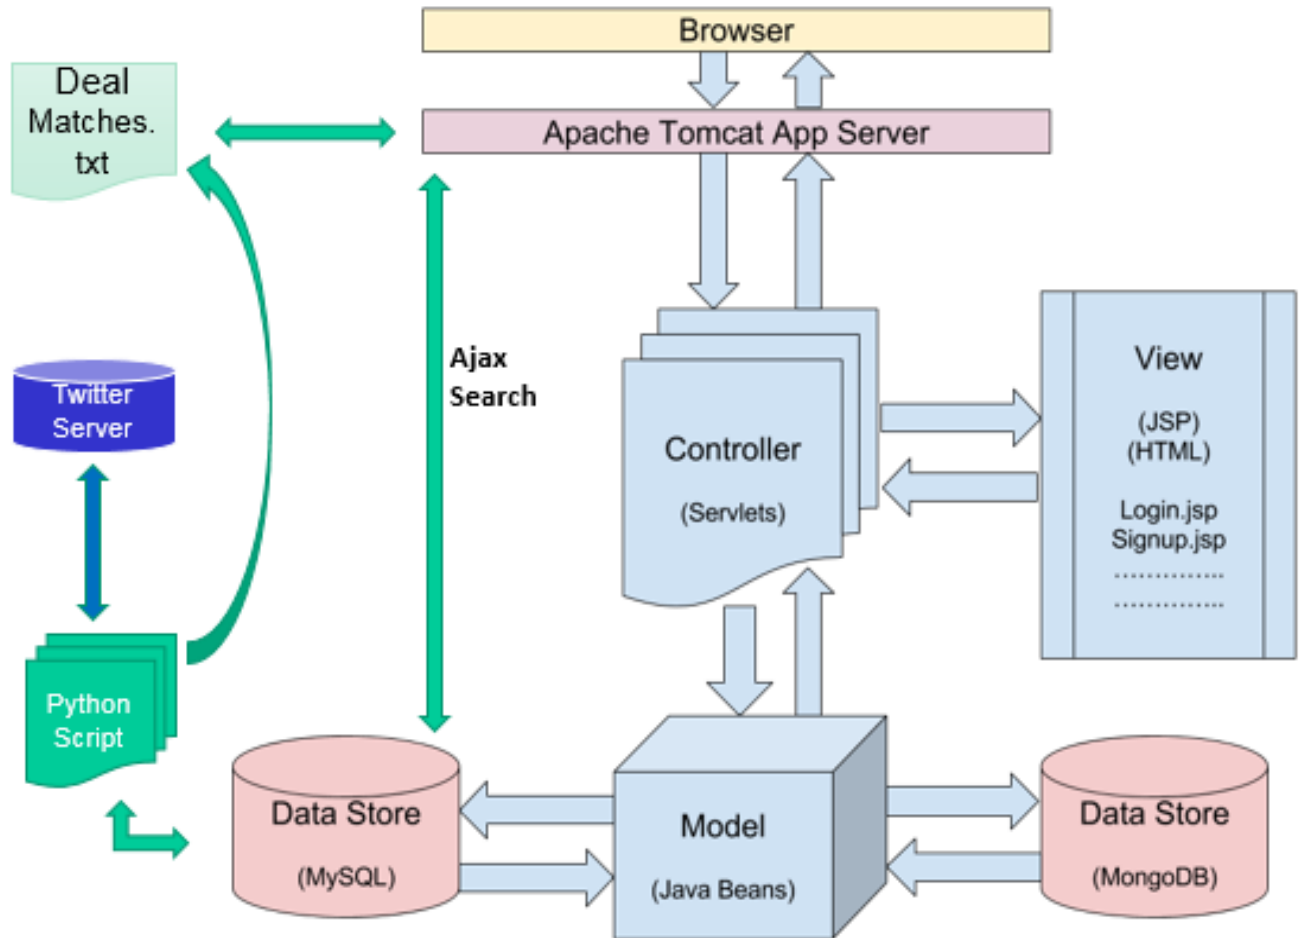 Browser
Deal
Matches.
txt
Apache Tomcat App Server
Ajax
Search
View
(JSP)
(HTML)
Login.jsp
Signup.jsp
..............
..............
Twitter
Server
Controller
(Servlets)
Python
Script
Data Store
(MySQL)
Model
(Java Beans)
Data Store
(MongoDB)